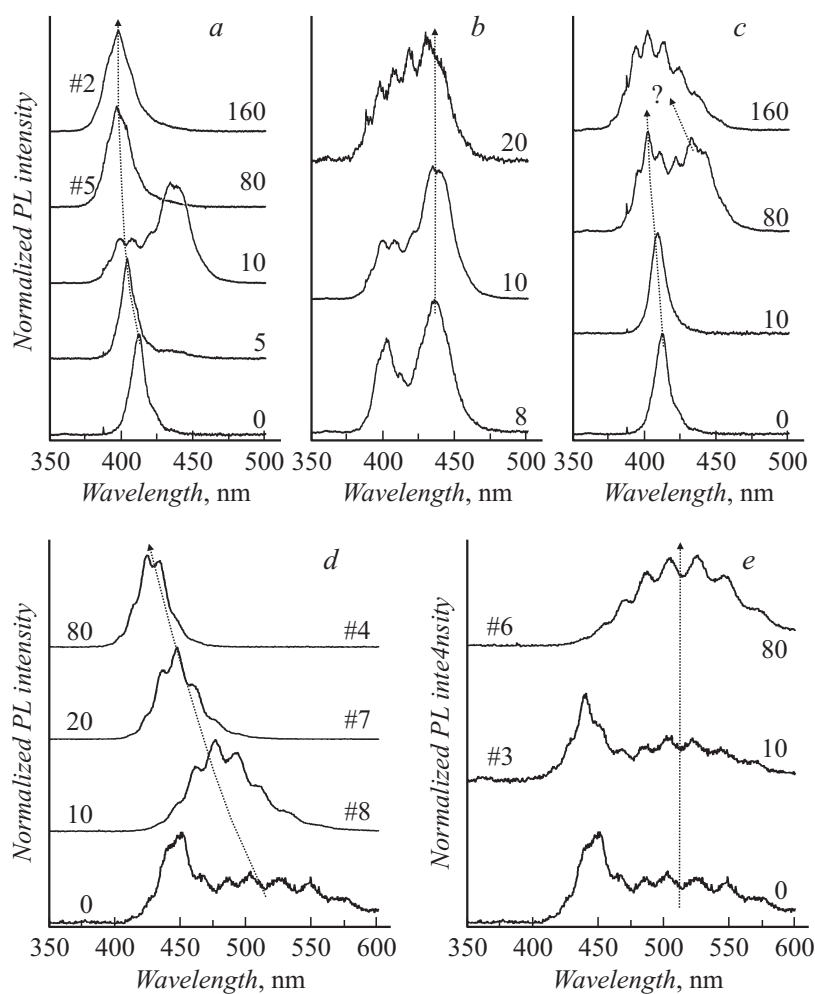 Normalized PL intensity
a
#2
160
#5
80
10
5
0
350 400 450 500
Wavelength, nm
b
20
10
8
350 400 450 500
Wavelength, nm
c
160
?
80
10
0
350 400 450 500
Wavelength, nm
Normalized PL intensity
d
80 #4
20 #7
10 #8
0
350 400 450 500 550 600
Wavelength, nm
Normalized PL inte4nsity
e
#6
80
#3
10
0
350 400 450 500 550 600
Wavelength, nm